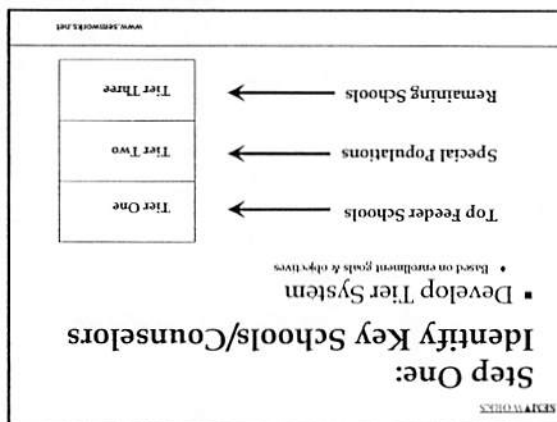 SEMWORKS
Step One:
Identify Key Schools/Counselors
▪ Develop Tier System
♦ Based on enrollment goals & objectives
Top Feeder Schools
Tier One
Special Populations
Tier Two
Remaining Schools
Tier Three
www.semworks.net